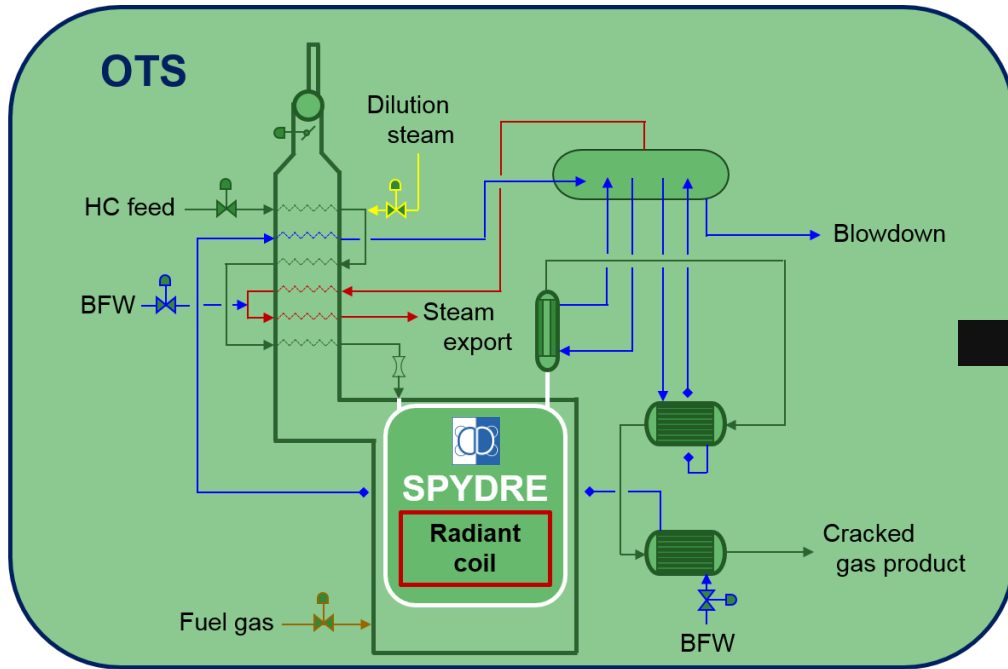 OTS
Dilution
steam
HC feed
Blowdown
BFW
Steam
export
SPYDRE
Radiant
coil
Cracked
gas product
Fuel gas
BFW